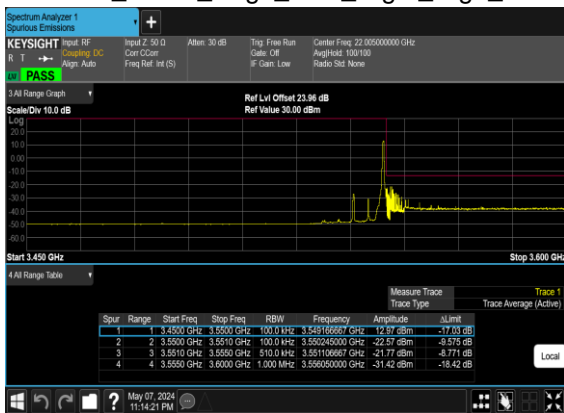 Spectrum Analyzer 1
Spurious Emissions
KEYSIGHT Input: RF Input Z: 50 Ω Atten: 30 dB Trig: Free Run Center Freq: 22.005000000 GHz
R T Coupling: DC Corr CCorr Gate: Off Avg|Hold: 100/100
Align: Auto Freq Ref: Int (S) IF Gain: Low Radio Std: None
LW PASS
3 All Range Graph
Ref Lvl Offset 23.96 dB
Scale/Div 10.0 dB Ref Value 30.00 dBm
Log
20.0
10.0
0.00
-10.0
-20.0
-30.0
-40.0
-50.0
-60.0
Start 3.450 GHz Stop 3.600 GHz
4 All Range Table
Measure Trace Trace 1
Trace Type Trace Average (Active)
Spur Range Start Freq Stop Freq RBW Frequency Amplitude ΔLimit
1 1 3.4500 GHz 3.5500 GHz 100.0 kHz 3.549166667 GHz 12.97 dBm -17.03 dB
2 2 3.5500 GHz 3.5510 GHz 100.0 kHz 3.550245000 GHz -22.57 dBm -9.575 dB
3 3 3.5510 GHz 3.5550 GHz 510.0 kHz 3.551106667 GHz -21.77 dBm -8.771 dB
4 4 3.5550 GHz 3.6000 GHz 1.000 MHz 3.556050000 GHz -31.42 dBm -18.42 dB
Local
May 07, 2024
11:14:21 PM